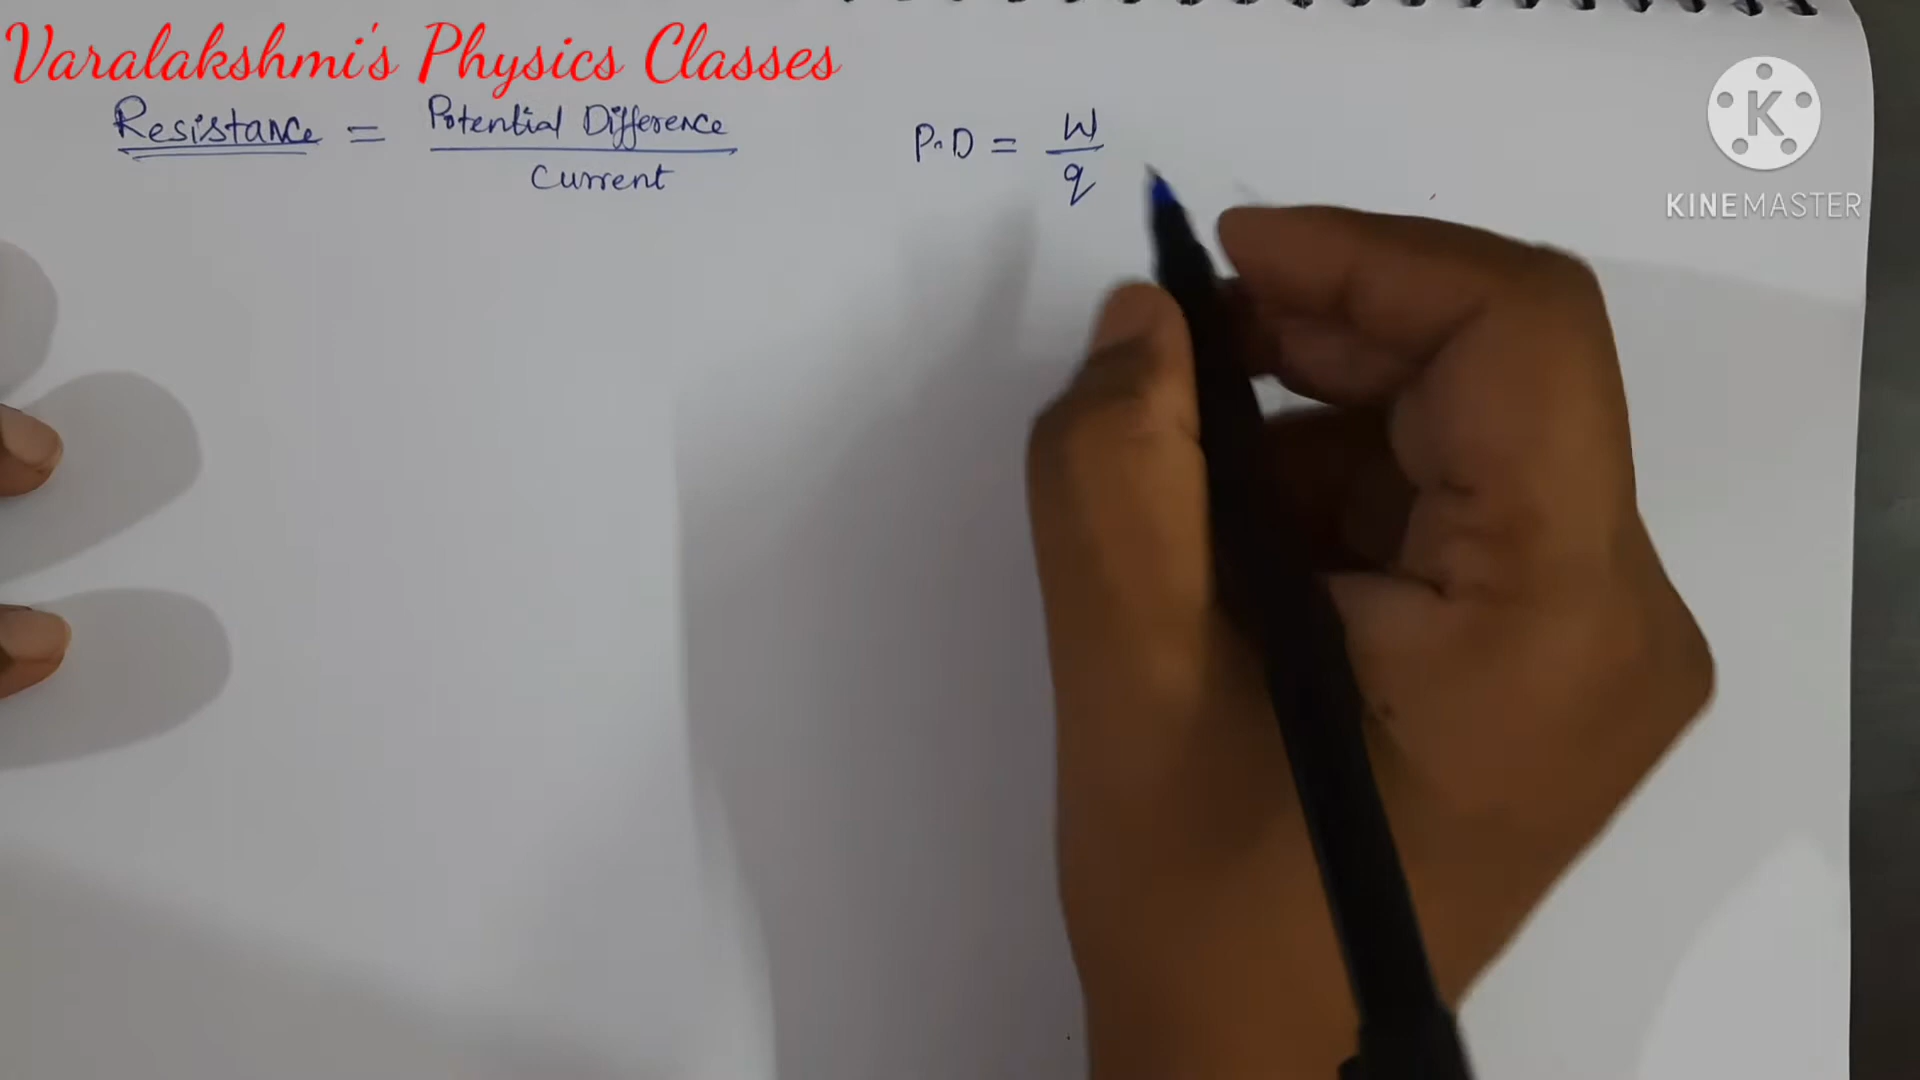 Varalakshmi's Physics Classes
Resistance = Potential Difference / Current
P.D = W / q
K
KINEMASTER